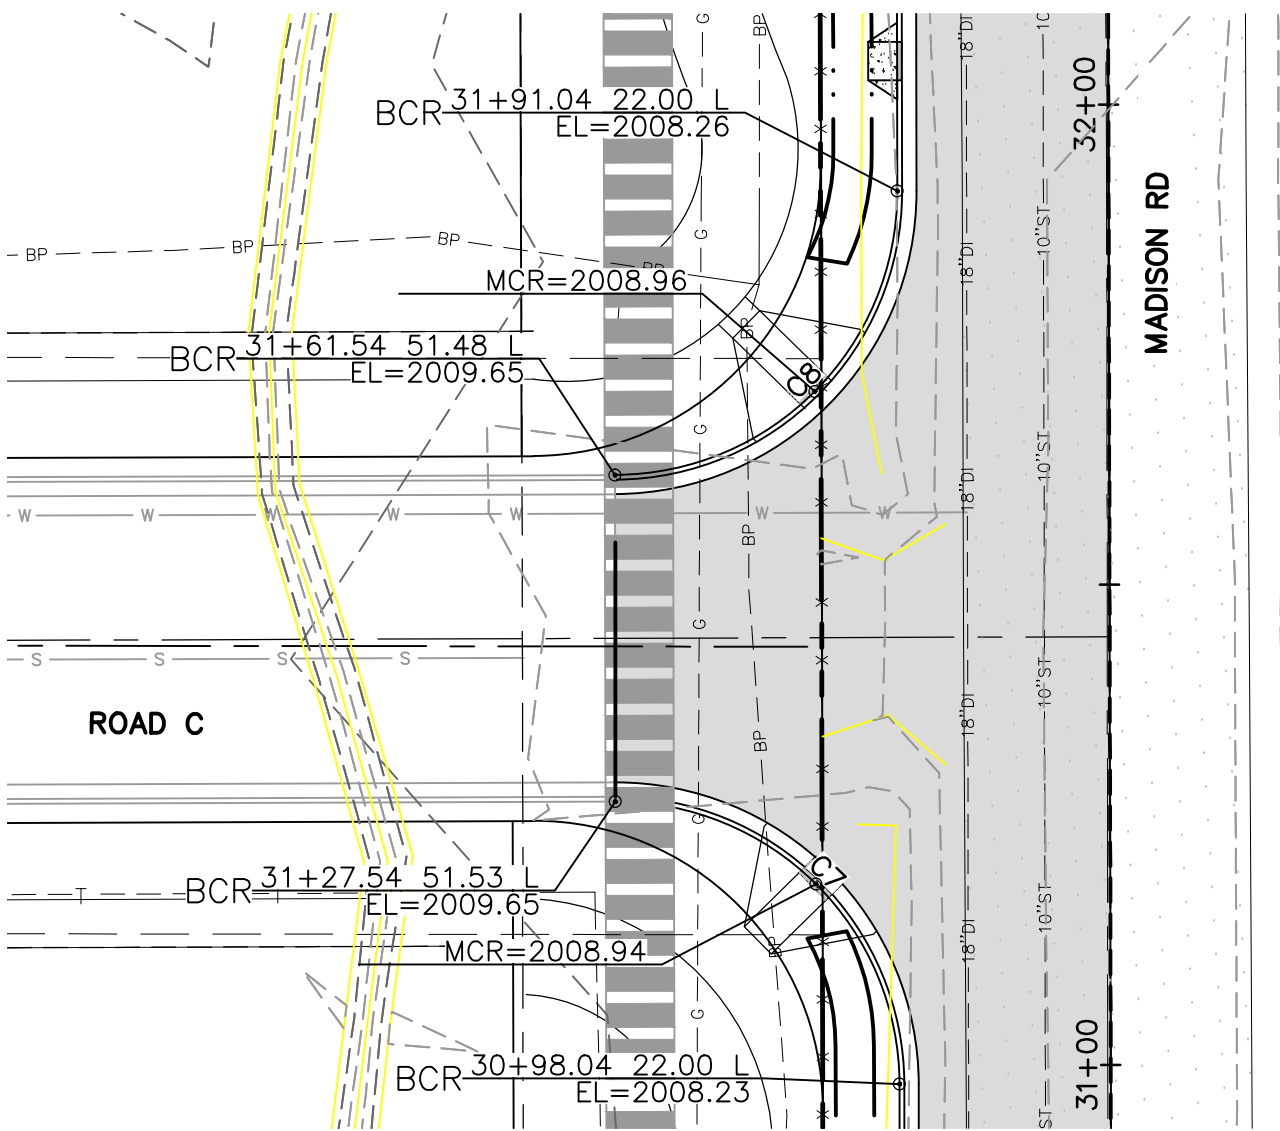 G
BP
18"DI
10
32+00
BCR
31+91.04 22.00 L
EL=2008.26
MADISON RD
10"ST
BP
BP
BP
G
BP
18"DI
MCR=2008.96
BP
BCR
31+61.54 51.48 L
EL=2009.65
C8
G
10"ST
18"DI
W
W
W
W
W
W
W
BP
G
S
S
S
S
10"ST
ROAD C
18"DI
BP
G
C7
BCR
31+27.54 51.53 L
EL=2009.65
T
T
10"ST
18"DI
MCR=2008.94
BP
G
31+00
BCR
30+98.04 22.00 L
EL=2008.23
ST